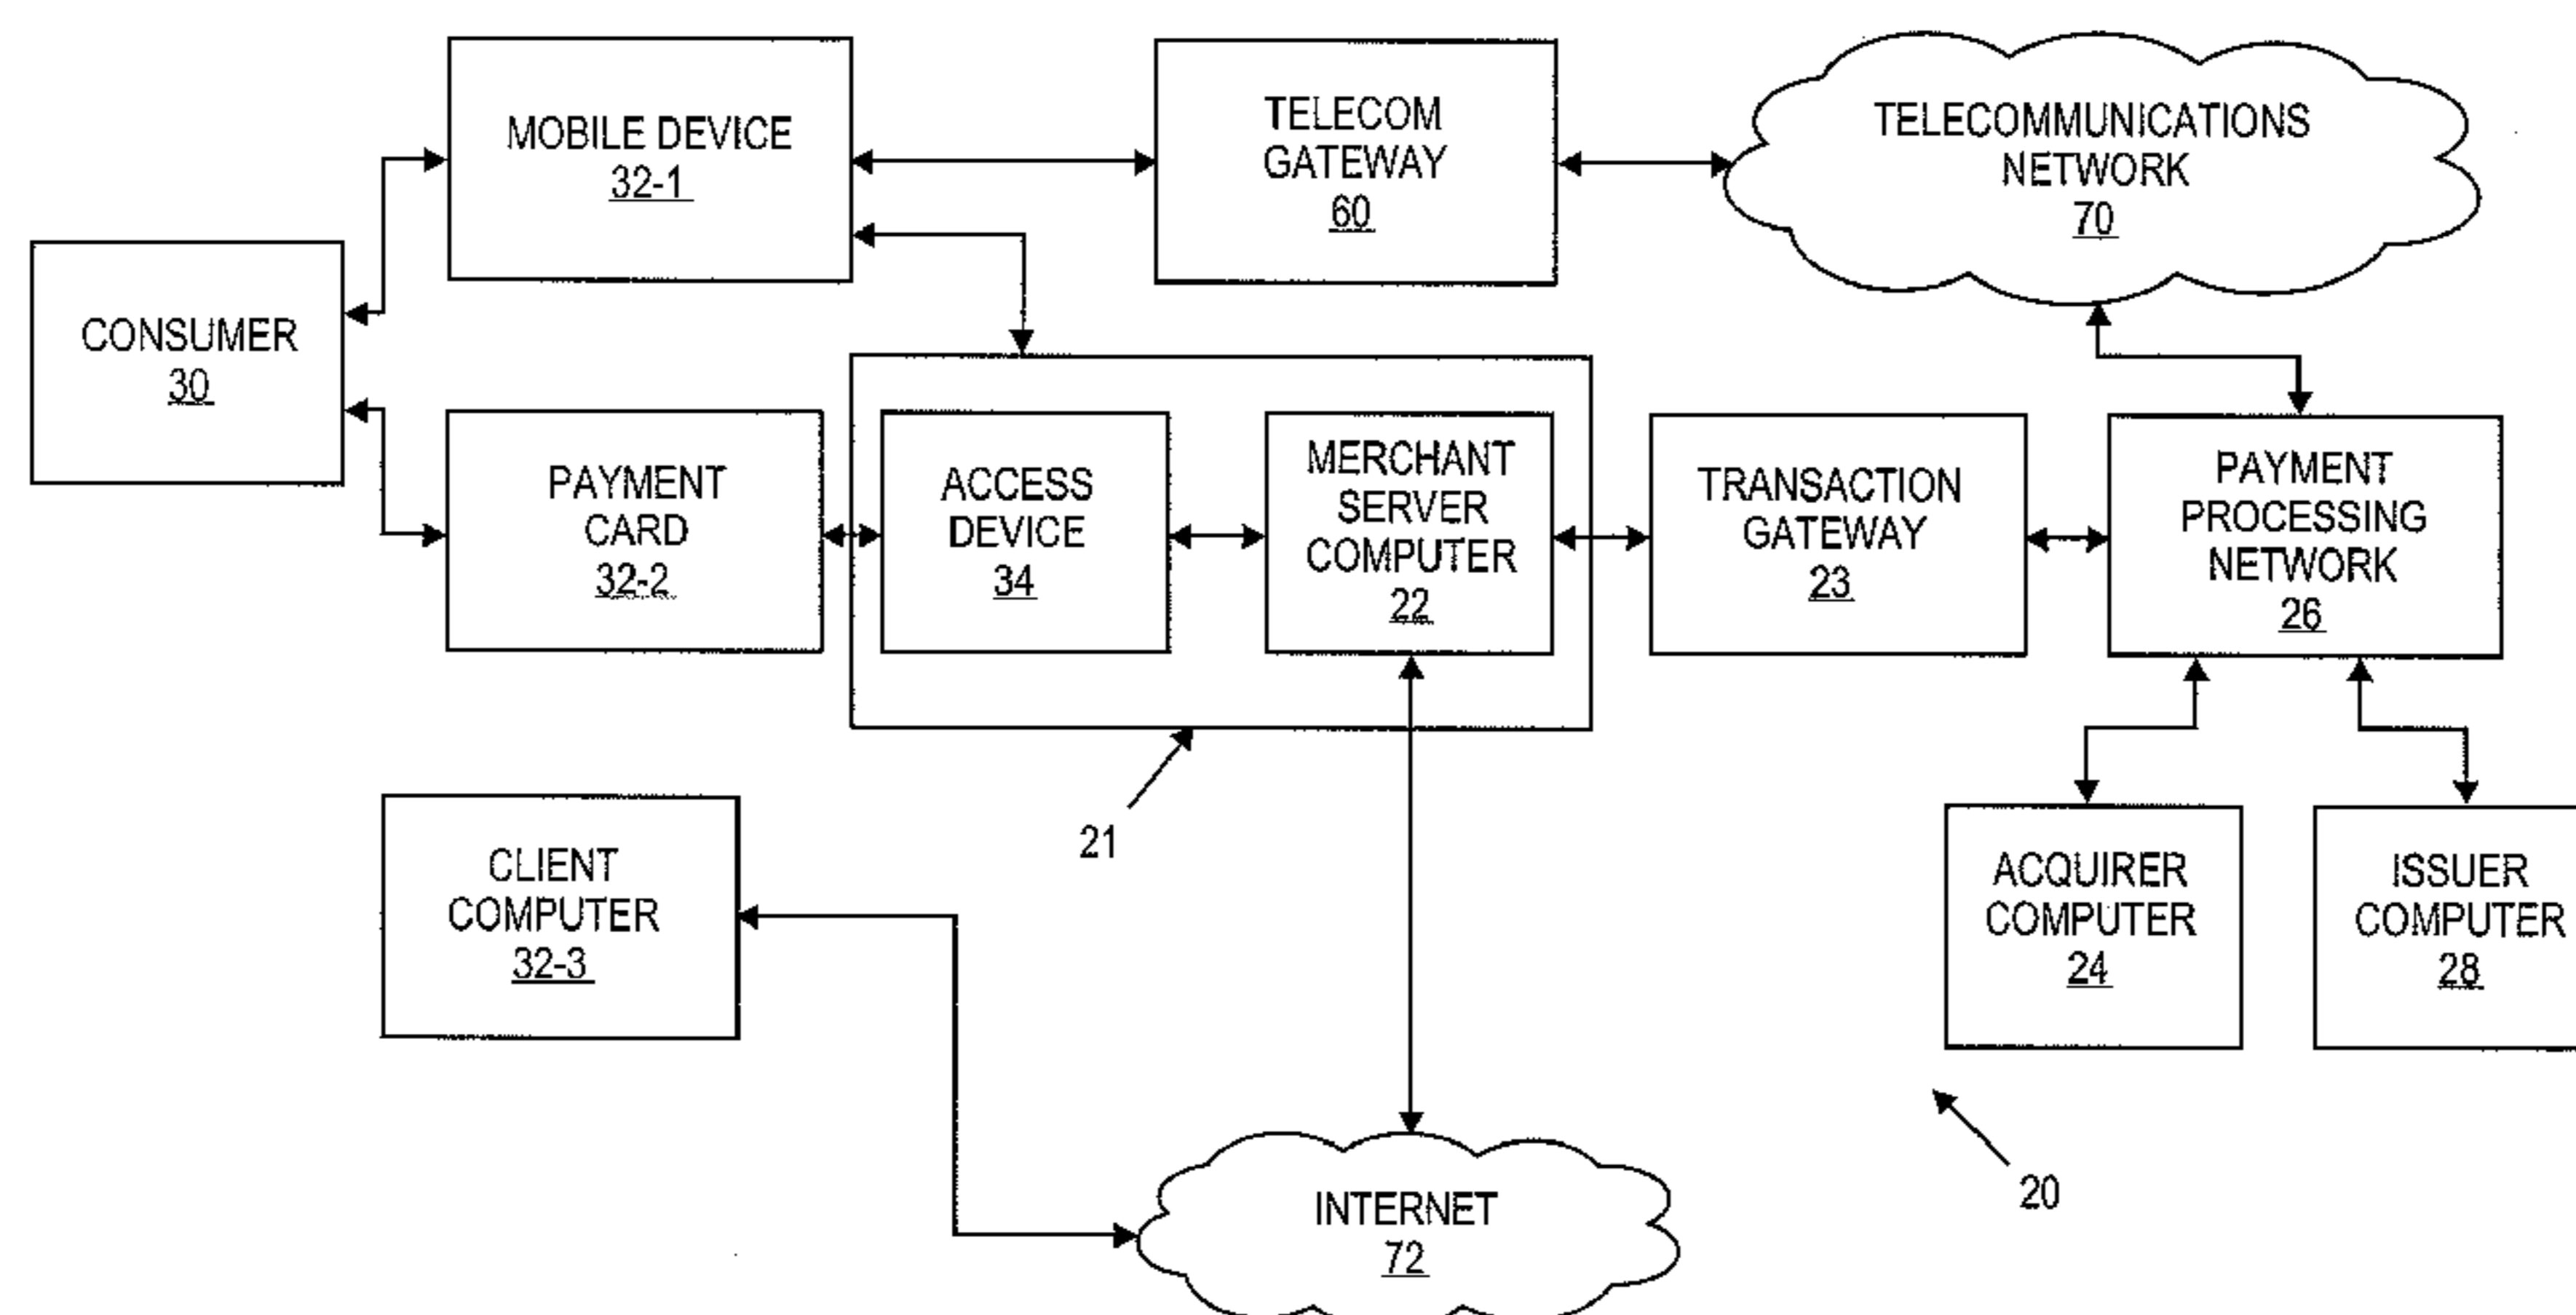 MOBILE DEVICE
32-1
TELECOM
GATEWAY
60
TELECOMMUNICATIONS
NETWORK
70
CONSUMER
30
PAYMENT
CARD
32-2
ACCESS
DEVICE
34
MERCHANT
SERVER
COMPUTER
22
TRANSACTION
GATEWAY
23
PAYMENT
PROCESSING
NETWORK
26
21
CLIENT
COMPUTER
32-3
ACQUIRER
COMPUTER
24
ISSUER
COMPUTER
28
20
INTERNET
72